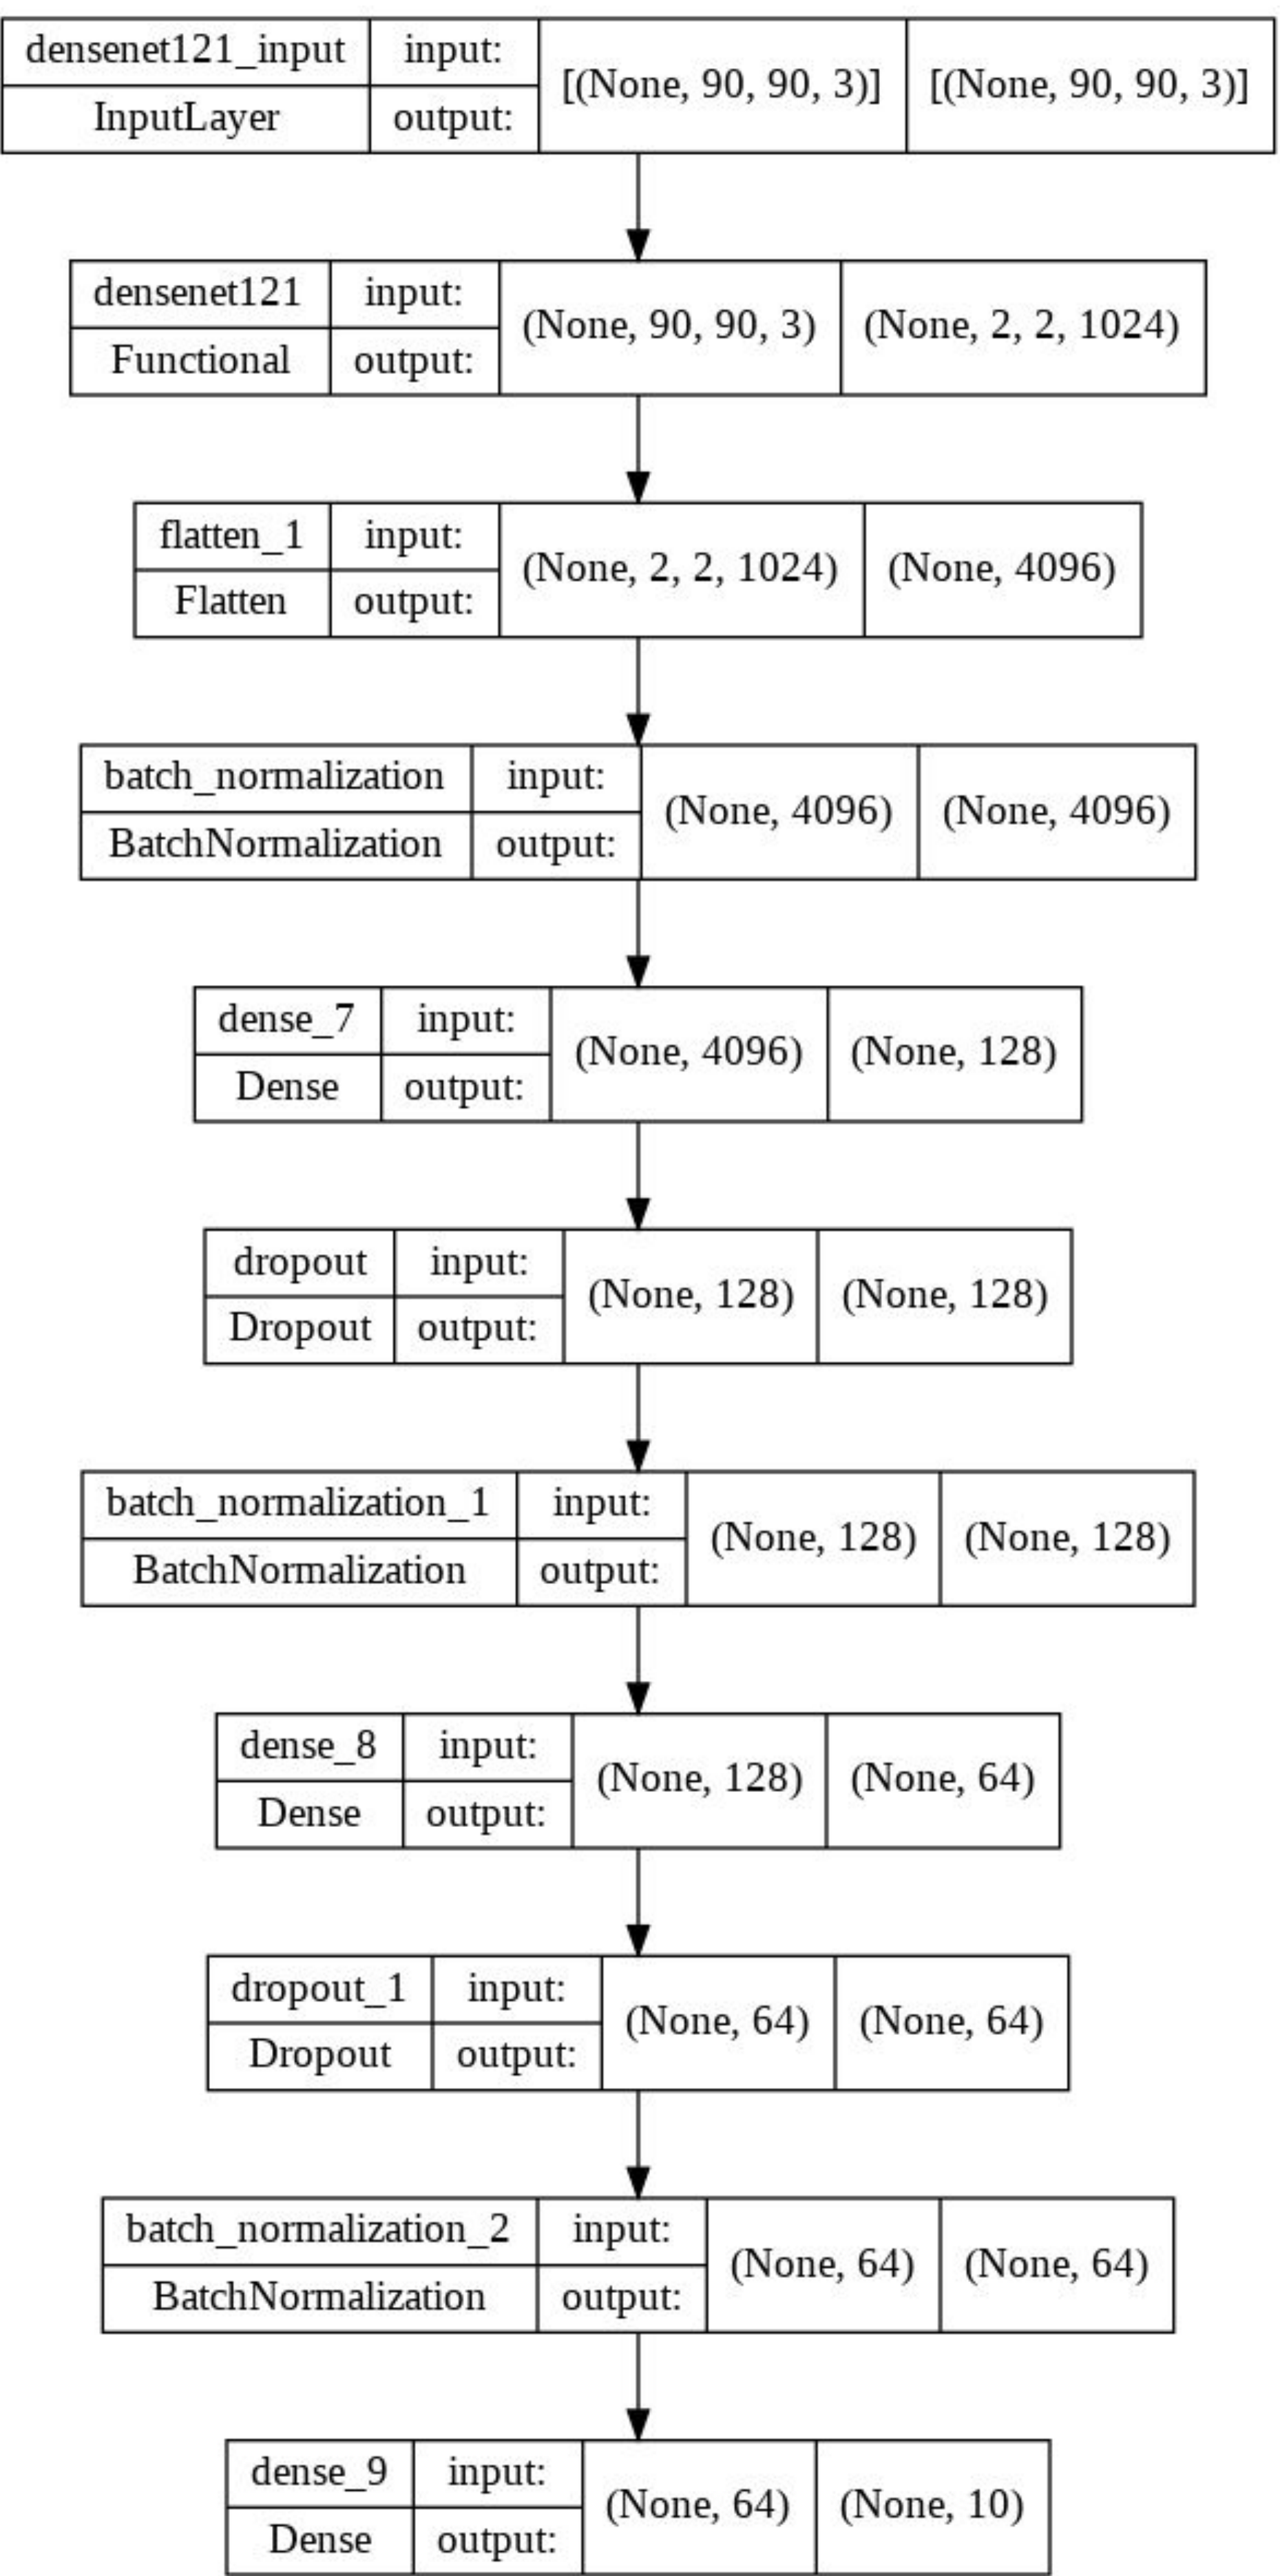 densenet121_input
input:
[(None, 90, 90, 3)]
[(None, 90, 90, 3)]
InputLayer
output:
densenet121
input:
(None, 90, 90, 3)
(None, 2, 2, 1024)
Functional
output:
flatten_1
input:
(None, 2, 2, 1024)
(None, 4096)
Flatten
output:
batch_normalization
input:
(None, 4096)
(None, 4096)
BatchNormalization
output:
dense_7
input:
(None, 4096)
(None, 128)
Dense
output:
dropout
input:
(None, 128)
(None, 128)
Dropout
output:
batch_normalization_1
input:
(None, 128)
(None, 128)
BatchNormalization
output:
dense_8
input:
(None, 128)
(None, 64)
Dense
output:
dropout_1
input:
(None, 64)
(None, 64)
Dropout
output:
batch_normalization_2
input:
(None, 64)
(None, 64)
BatchNormalization
output:
dense_9
input:
(None, 64)
(None, 10)
Dense
output: